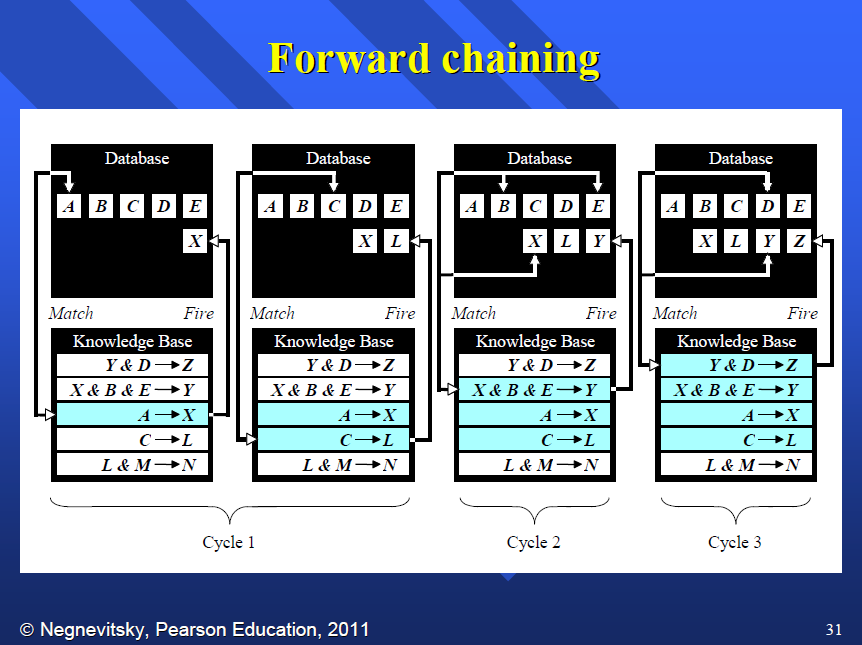 Forward chaining
Database Database Database Database
A B C D E A B C D E A B C D E A B C D E
X X L X L Y X L Y Z
Match Fire Match Fire Match Fire Match Fire
Knowledge Base Knowledge Base Knowledge Base Knowledge Base
Y & D → Z Y & D → Z Y & D → Z Y & D → Z
X & B & E → Y X & B & E → Y X & B & E → Y X & B & E → Y
A → X A → X A → X A → X
C → L C → L C → L C → L
L & M → N L & M → N L & M → N L & M → N
Cycle 1 Cycle 2 Cycle 3
© Negnevitsky, Pearson Education, 2011 31